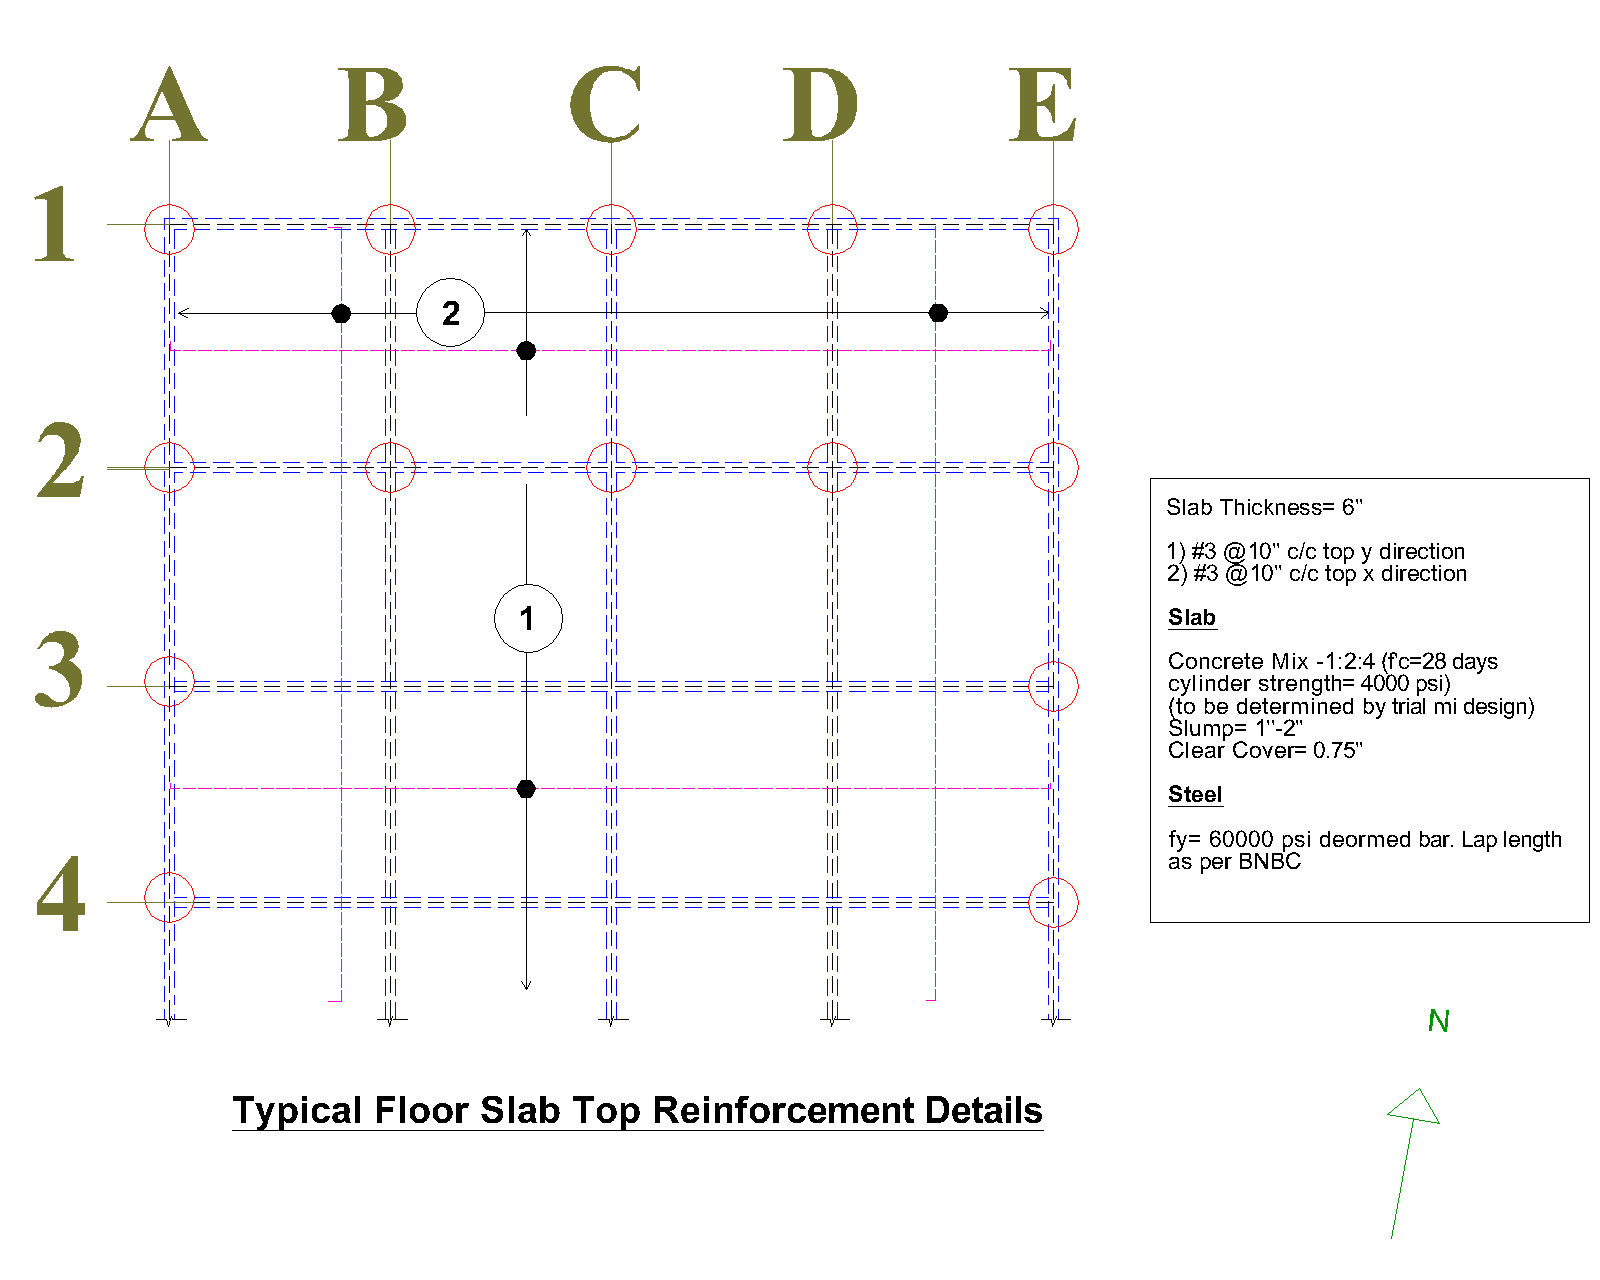 A B C D E
1
2
2
3
1
4
Slab Thickness= 6"
1) #3 @10" c/c top y direction
2) #3 @10" c/c top x direction
Slab
Concrete Mix -1:2:4 (f'c=28 days
cylinder strength= 4000 psi)
(to be determined by trial mi design)
Slump= 1"-2"
Clear Cover= 0.75"
Steel
fy= 60000 psi deormed bar. Lap length
as per BNBC
N
Typical Floor Slab Top Reinforcement Details